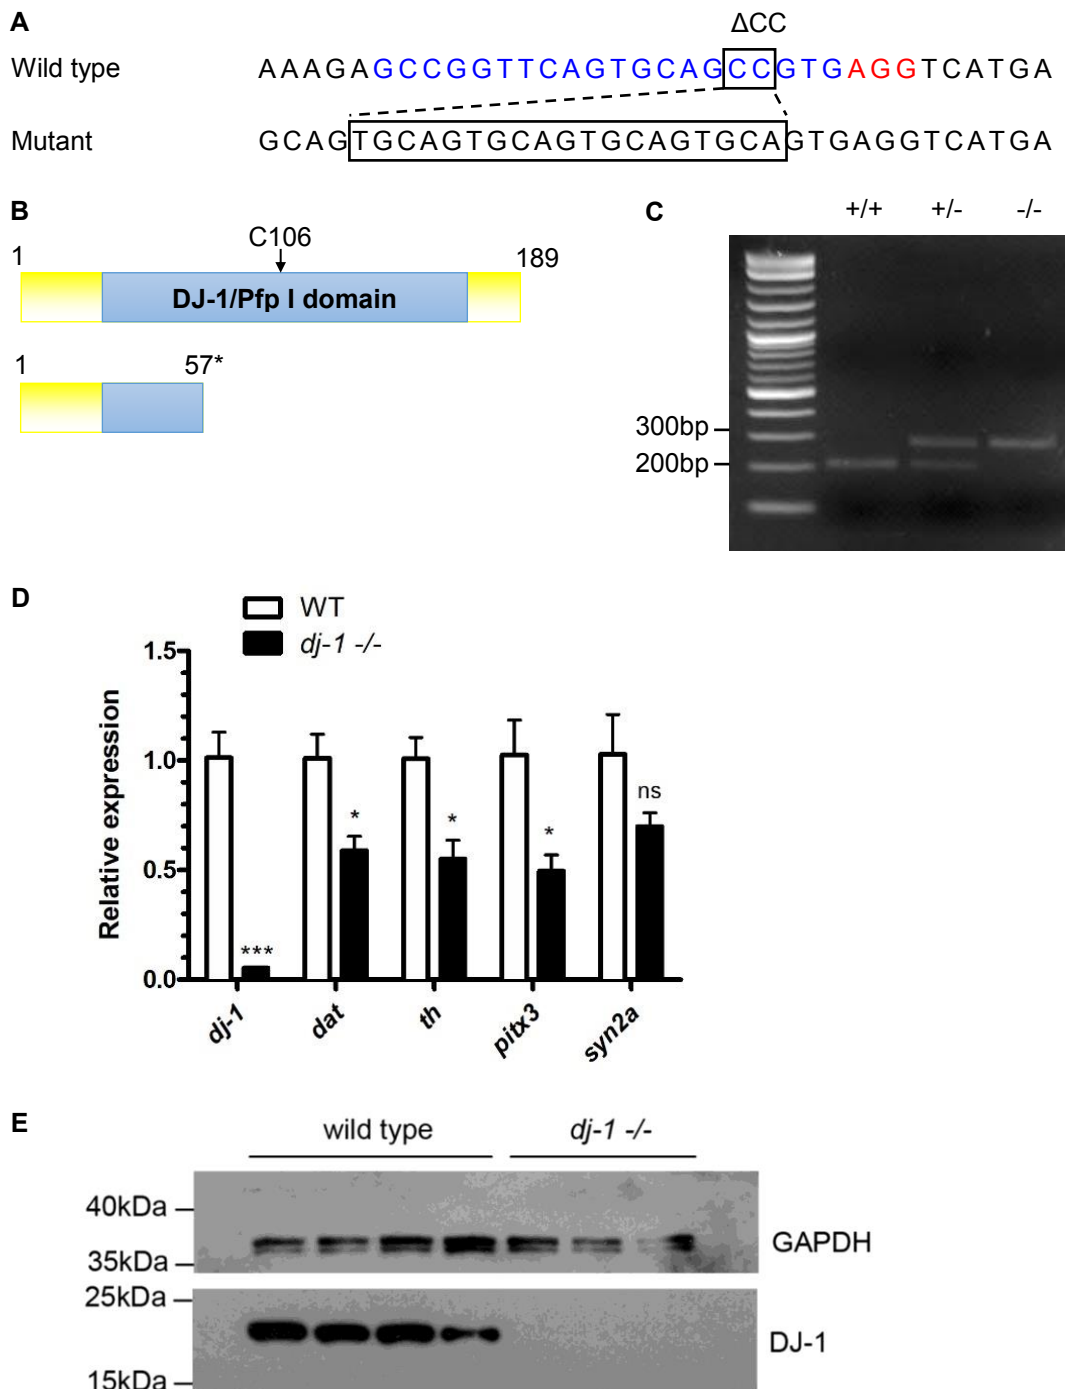 A
ΔCC
Wild type AAAGAGCCGGTTCAGTGCAGCCGTGAGGTCATGA
Mutant GCAGTGCAGTGCAGTGCAGTGCAGTGAGGTCATGA
B
1 C106 189
DJ-1/Pfp I domain
1 57*
C
+/+ +/- -/-
300bp
200bp
D
WT
dj-1 -/-
Relative expression
1.5
1.0
0.5
0.0
*** * * * ns
dj-1 dat th pitx3 syn2a
E
wild type dj-1 -/-
40kDa
35kDa
GAPDH
25kDa
15kDa
DJ-1